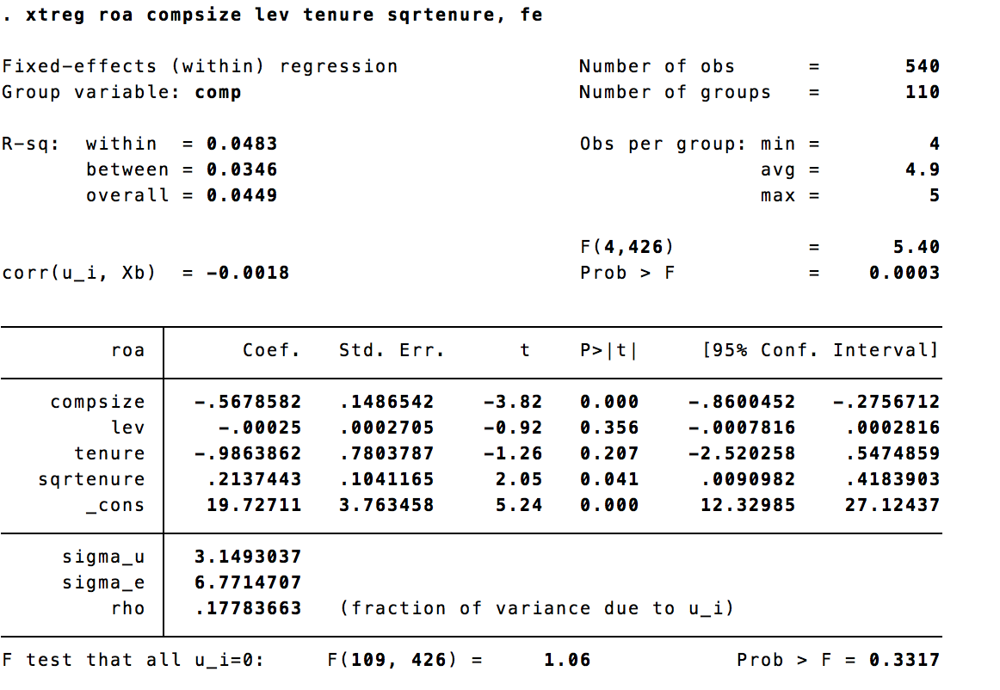 . xtreg roa compsize lev tenure sqrtenure, fe
Fixed-effects (within) regression Number of obs = 540
Group variable: comp Number of groups = 110
R-sq: within = 0.0483 Obs per group: min = 4
between = 0.0346 avg = 4.9
overall = 0.0449 max = 5
F(4,426) = 5.40
corr(u_i, Xb) = -0.0018 Prob > F = 0.0003
roa Coef. Std. Err. t P>|t| [95% Conf. Interval]
compsize -.5678582 .1486542 -3.82 0.000 -.8600452 -.2756712
lev -.00025 .0002705 -0.92 0.356 -.0007816 .0002816
tenure -.9863862 .7803787 -1.26 0.207 -2.520258 .5474859
sqrtenure .2137443 .1041165 2.05 0.041 .0090982 .4183903
_cons 19.72711 3.763458 5.24 0.000 12.32985 27.12437
sigma_u 3.1493037
sigma_e 6.7714707
rho .17783663 (fraction of variance due to u_i)
F test that all u_i=0: F(109, 426) = 1.06 Prob > F = 0.3317